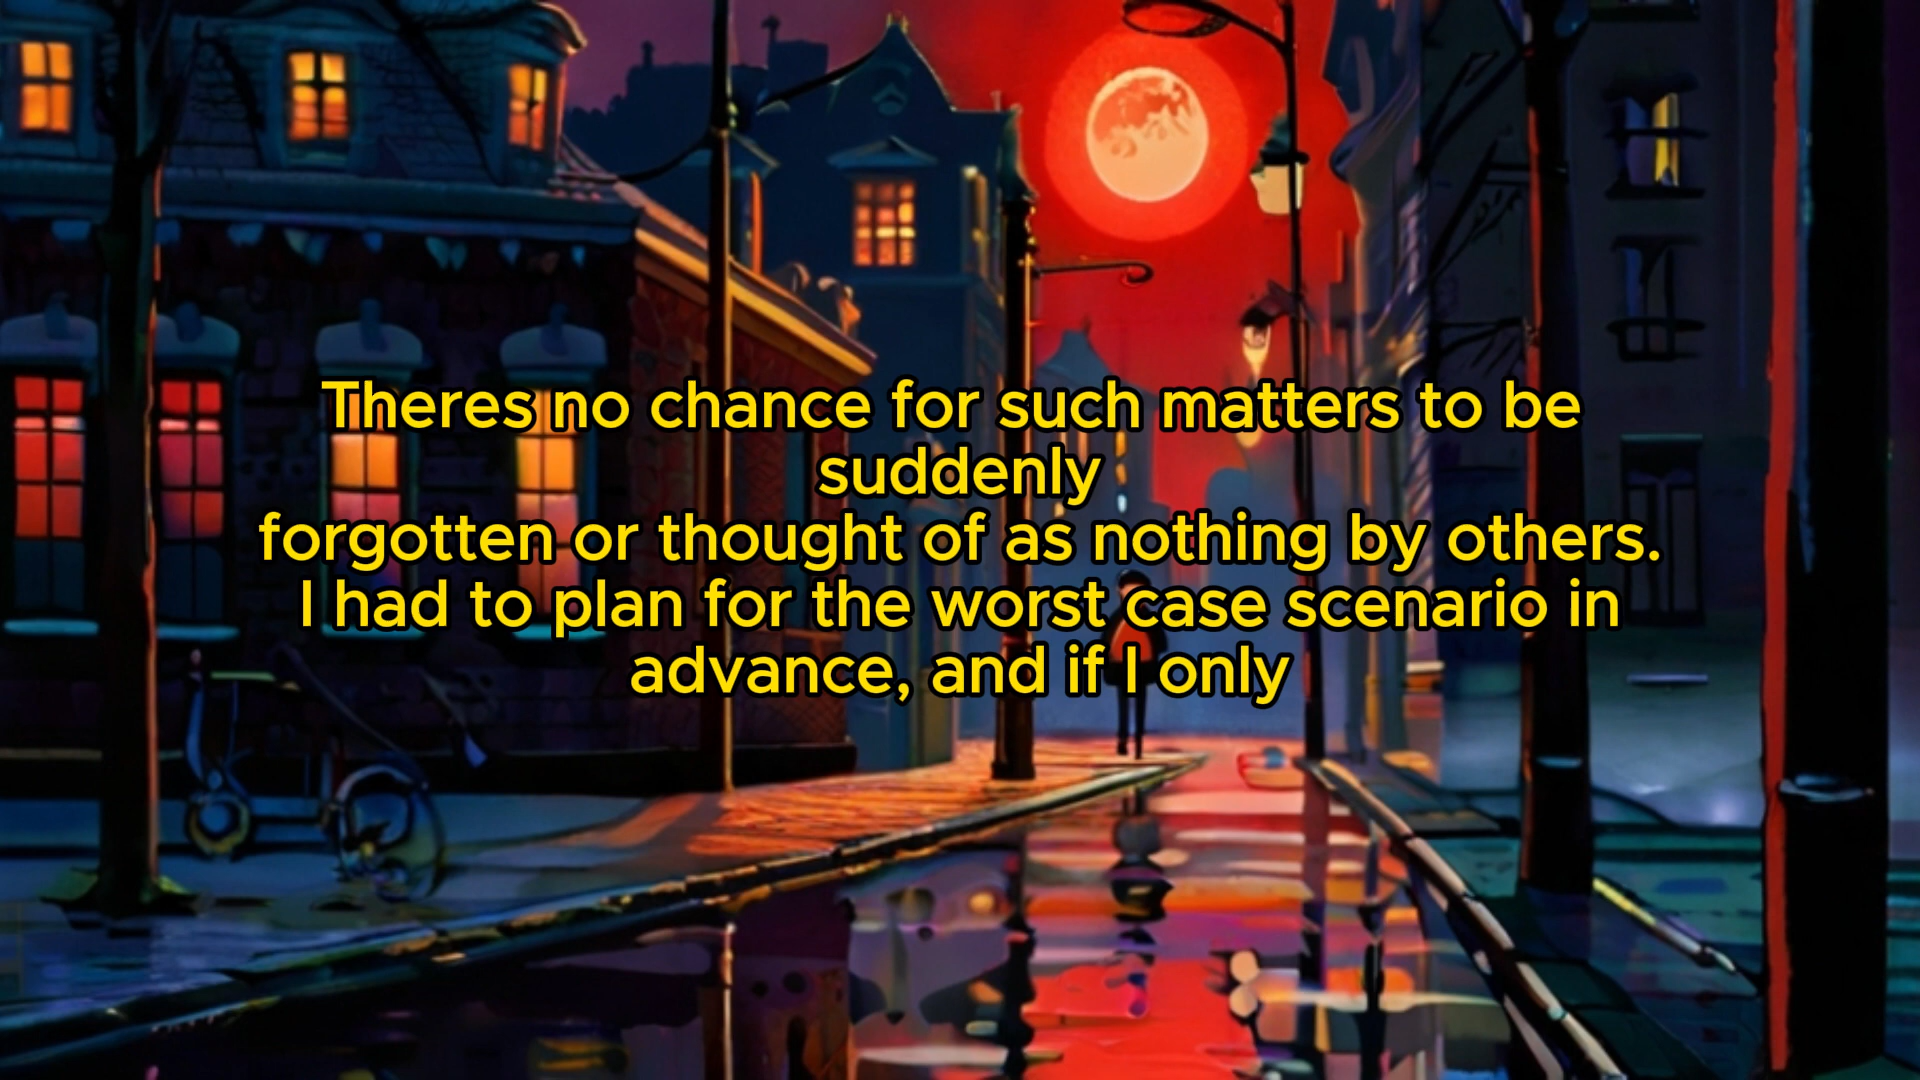 Theres no chance for such matters to be
suddenly
forgotten or thought of as nothing by others.
I had to plan for the worst case scenario in
advance, and if I only